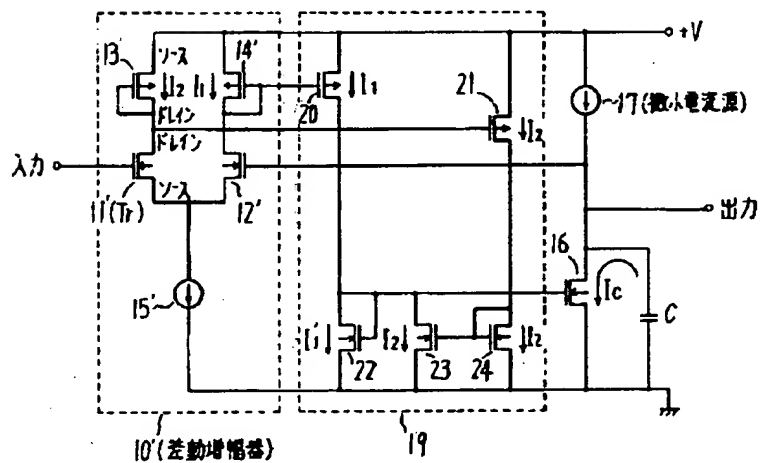 +V
13'
ソース
14'
I₂
I₁
20
I₁
21
17(微小電流源)
ドレイン
ドレイン
I₂
入力
11'(Tr)
ソース
12'
出力
16
15'
Ic
C
I₁'
22
I₂
23
24
I₂
10'(差動増幅器)
19